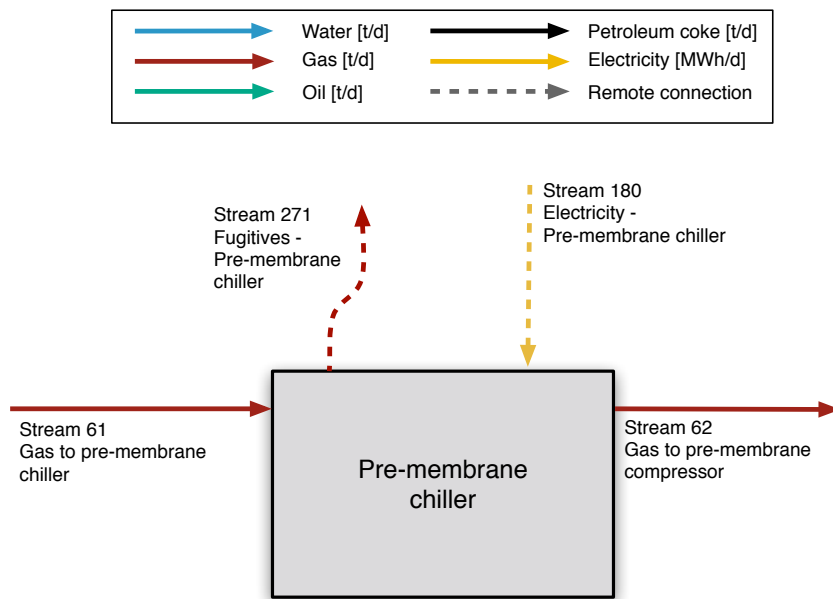 Water [t/d]
Gas [t/d]
Oil [t/d]
Petroleum coke [t/d]
Electricity [MWh/d]
Remote connection
Stream 271
Fugitives -
Pre-membrane
chiller
Stream 180
Electricity -
Pre-membrane chiller
Stream 61
Gas to pre-membrane
chiller
Pre-membrane
chiller
Stream 62
Gas to pre-membrane
compressor